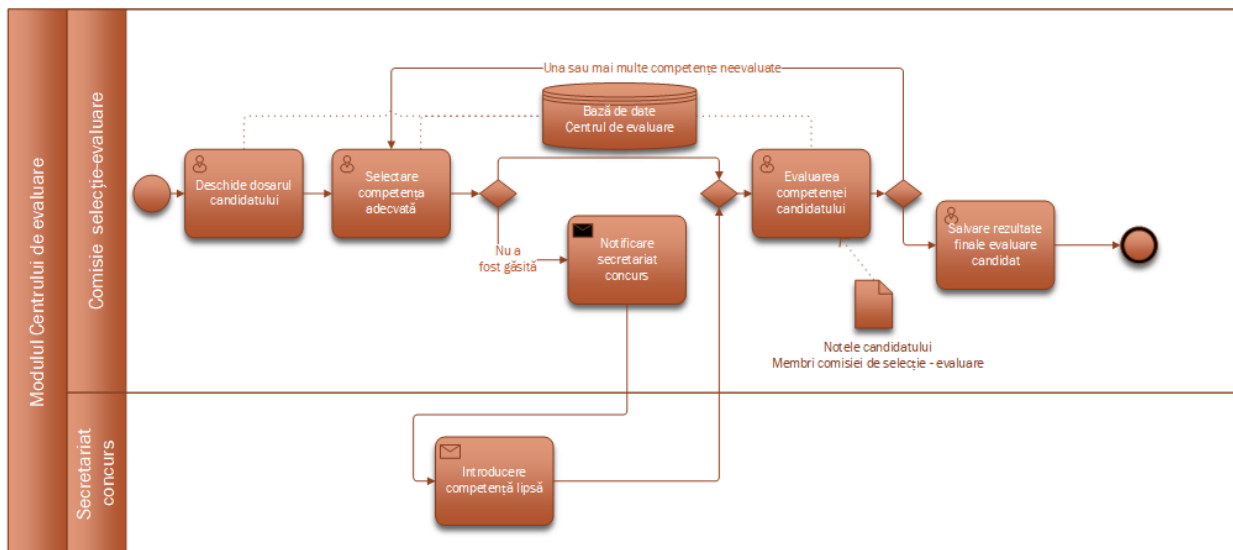 Modulul Centrului de evaluare
Comisie selecție-evaluare
Una sau mai multe competențe neevaluate
Bază de date
Centrul de evaluare
Deschide dosarul
candidatului
Selectare
competența
adecvată
Evaluarea
competenței
candidatului
Nu a
fost găsită
Notificare
secretariat
concurs
Salvare rezultate
finale evaluare
candidat
Notele candidatului
Membri comisiei de selecție - evaluare
Secretariat
concurs
Introducere
competență lipsă